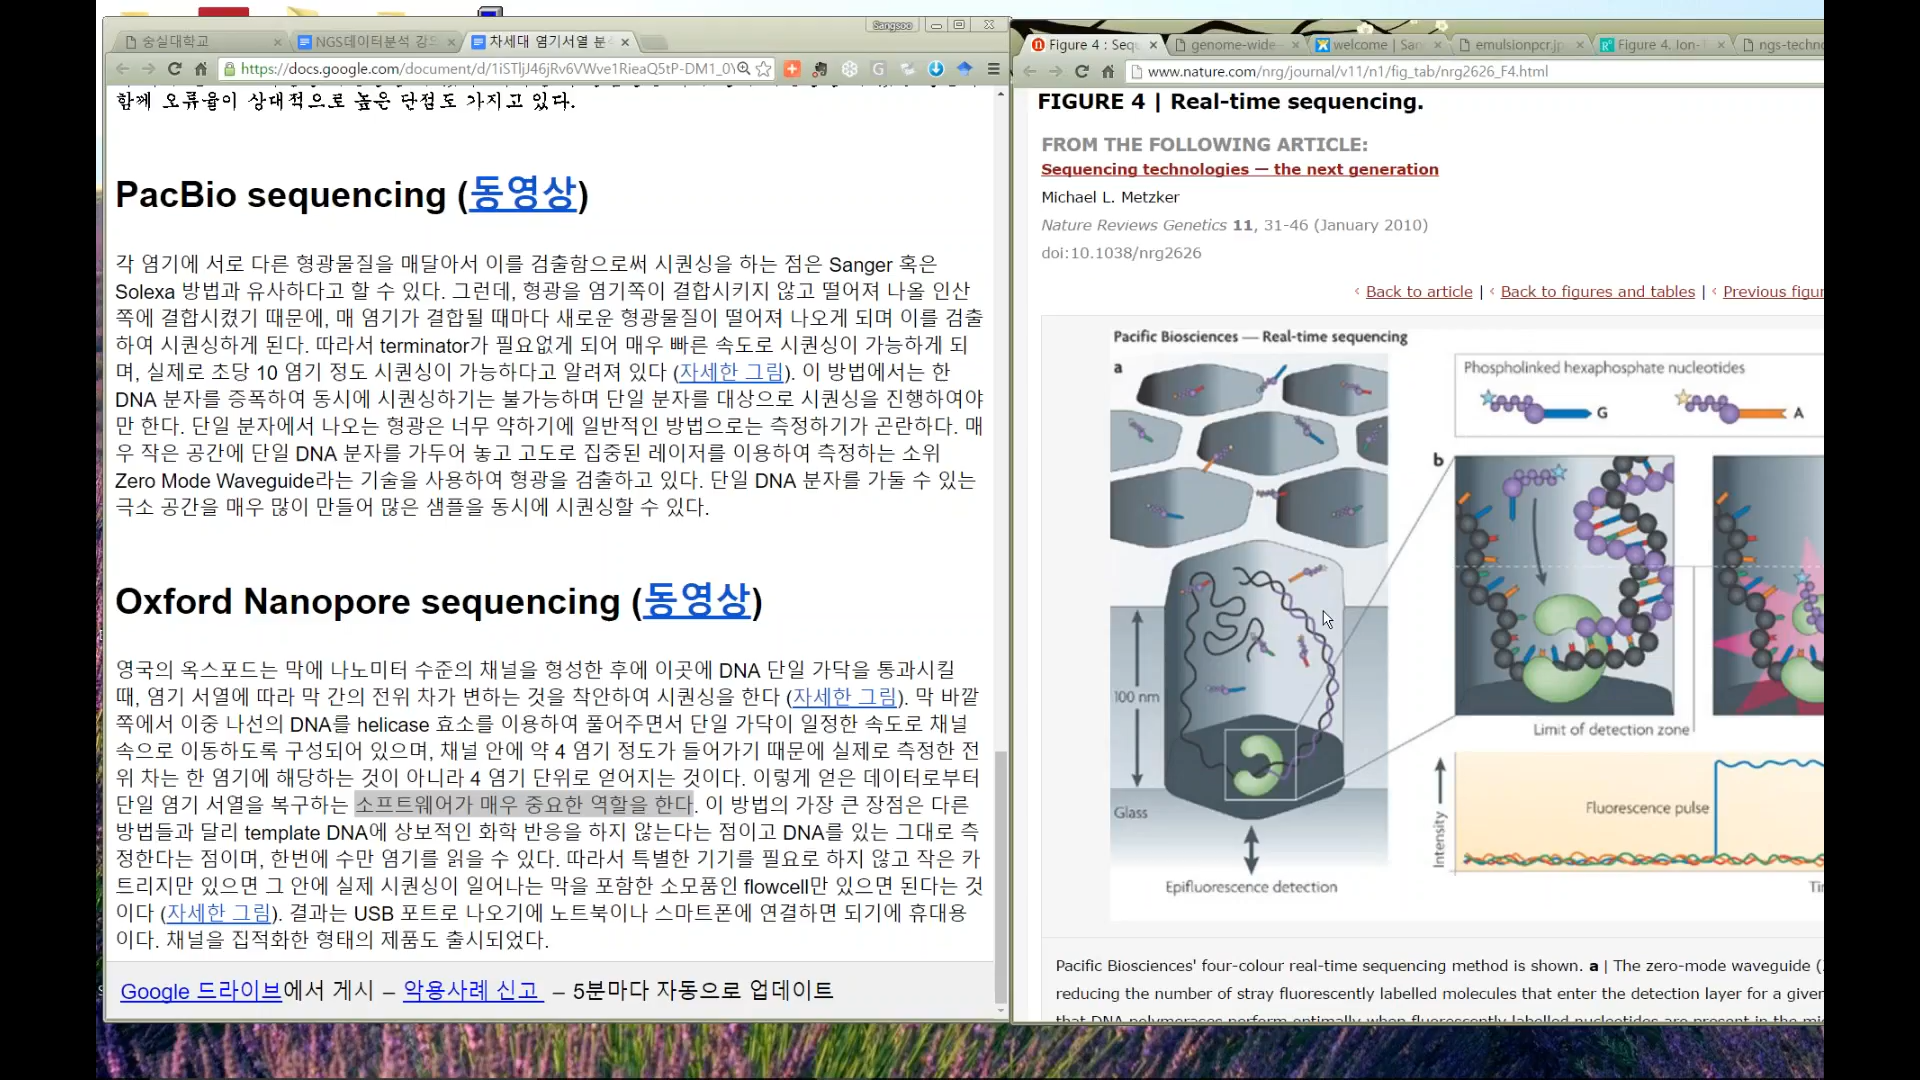 Sangsoo
숭실대학교
NGS데이터분석 강의
차세대 염기서열 분
https://docs.google.com/document/d/1iSTljJ46jRv6VWve1RieaQ5tP-DM1_0
함께 오류율이 상대적으로 높은 단점도 가지고 있다.
PacBio sequencing (동영상)
각 염기에 서로 다른 형광물질을 매달아서 이를 검출함으로써 시퀀싱을 하는 점은 Sanger 혹은
Solexa 방법과 유사하다고 할 수 있다. 그런데, 형광을 염기쪽이 결합시키지 않고 떨어져 나올 인산
쪽에 결합시켰기 때문에, 매 염기가 결합될 때마다 새로운 형광물질이 떨어져 나오게 되며 이를 검출
하여 시퀀싱하게 된다. 따라서 terminator가 필요없게 되어 매우 빠른 속도로 시퀀싱이 가능하게 되
며, 실제로 초당 10 염기 정도 시퀀싱이 가능하다고 알려져 있다 (자세한 그림). 이 방법에서는 한
DNA 분자를 증폭하여 동시에 시퀀싱하기는 불가능하며 단일 분자를 대상으로 시퀀싱을 진행하여야
만 한다. 단일 분자에서 나오는 형광은 너무 약하기에 일반적인 방법으로는 측정하기가 곤란하다. 매
우 작은 공간에 단일 DNA 분자를 가두어 놓고 고도로 집중된 레이저를 이용하여 측정하는 소위
Zero Mode Waveguide라는 기술을 사용하여 형광을 검출하고 있다. 단일 DNA 분자를 가둘 수 있는
극소 공간을 매우 많이 만들어 많은 샘플을 동시에 시퀀싱할 수 있다.
Oxford Nanopore sequencing (동영상)
영국의 옥스포드는 막에 나노미터 수준의 채널을 형성한 후에 이곳에 DNA 단일 가닥을 통과시킬
때, 염기 서열에 따라 막 간의 전위 차가 변하는 것을 착안하여 시퀀싱을 한다 (자세한 그림). 막 바깥
쪽에서 이중 나선의 DNA를 helicase 효소를 이용하여 풀어주면서 단일 가닥이 일정한 속도로 채널
속으로 이동하도록 구성되어 있으며, 채널 안에 약 4 염기 정도가 들어가기 때문에 실제로 측정한 전
위 차는 한 염기에 해당하는 것이 아니라 4 염기 단위로 얻어지는 것이다. 이렇게 얻은 데이터로부터
단일 염기 서열을 복구하는 소프트웨어가 매우 중요한 역할을 한다. 이 방법의 가장 큰 장점은 다른
방법들과 달리 template DNA에 상보적인 화학 반응을 하지 않는다는 점이고 DNA를 있는 그대로 측
정한다는 점이며, 한번에 수만 염기를 읽을 수 있다. 따라서 특별한 기기를 필요로 하지 않고 작은 카
트리지만 있으면 그 안에 실제 시퀀싱이 일어나는 막을 포함한 소모품인 flowcell만 있으면 된다는 것
이다 (자세한 그림). 결과는 USB 포트로 나오기에 노트북이나 스마트폰에 연결하면 되기에 휴대용
이다. 채널을 집적화한 형태의 제품도 출시되었다.
Google 드라이브에서 게시 – 악용사례 신고 – 5분마다 자동으로 업데이트
Figure 4 : Seq
genome-wide-
welcome | San
emulsionpcr.jp
Figure 4. Ion-T
ngs-techno
www.nature.com/nrg/journal/v11/n1/fig_tab/nrg2626_F4.html
FIGURE 4 | Real-time sequencing.
FROM THE FOLLOWING ARTICLE:
Sequencing technologies — the next generation
Michael L. Metzker
Nature Reviews Genetics 11, 31-46 (January 2010)
doi:10.1038/nrg2626
‹ Back to article | ‹ Back to figures and tables | ‹ Previous figur
Pacific Biosciences — Real-time sequencing
a
Phospholinked hexaphosphate nucleotides
G
A
b
100 nm
Limit of detection zone
Glass
Intensity
Fluorescence pulse
Epifluorescence detection
Pacific Biosciences' four-colour real-time sequencing method is shown. a | The zero-mode waveguide (
reducing the number of stray fluorescently labelled molecules that enter the detection layer for a given
that DNA polymerases perform optimally when fluorescently labelled nucleotides are present in the